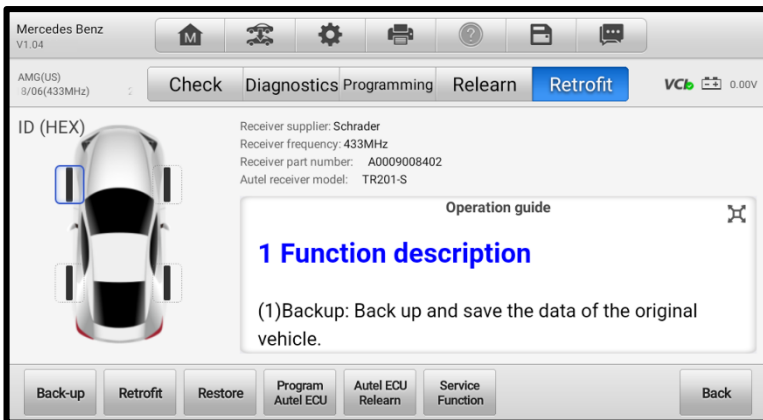 Mercedes Benz
V1.04
M
?
AMG(US)
8/06(433MHz)
2
Check
Diagnostics
Programming
Relearn
Retrofit
VCb
0.00V
ID (HEX)
Receiver supplier: Schrader
Receiver frequency: 433MHz
Receiver part number: A0009008402
Autel receiver model: TR201-S
Operation guide
1 Function description
(1)Backup: Back up and save the data of the original
vehicle.
Back-up
Retrofit
Restore
Program
Autel ECU
Autel ECU
Relearn
Service
Function
Back